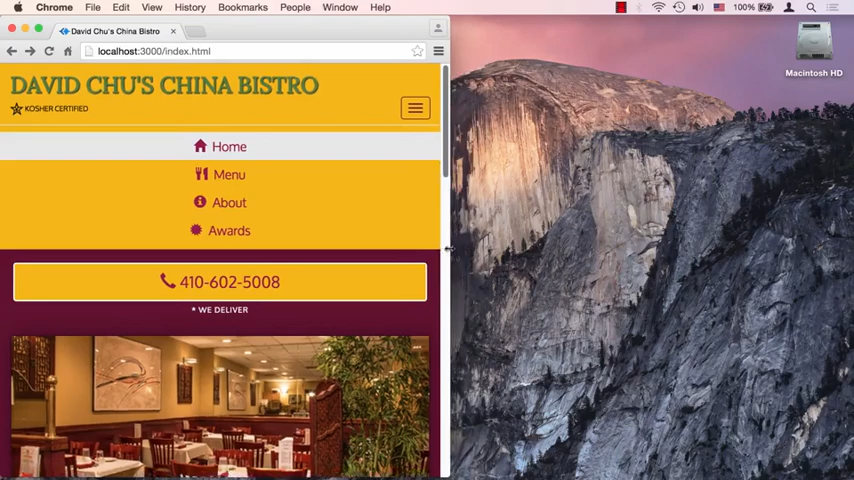 Chrome File Edit View History Bookmarks People Window Help 100%
David Chu's China Bistro
localhost:3000/index.html
Macintosh HD
DAVID CHU'S CHINA BISTRO
KOSHER CERTIFIED
Home
Menu
About
Awards
410-602-5008
* WE DELIVER